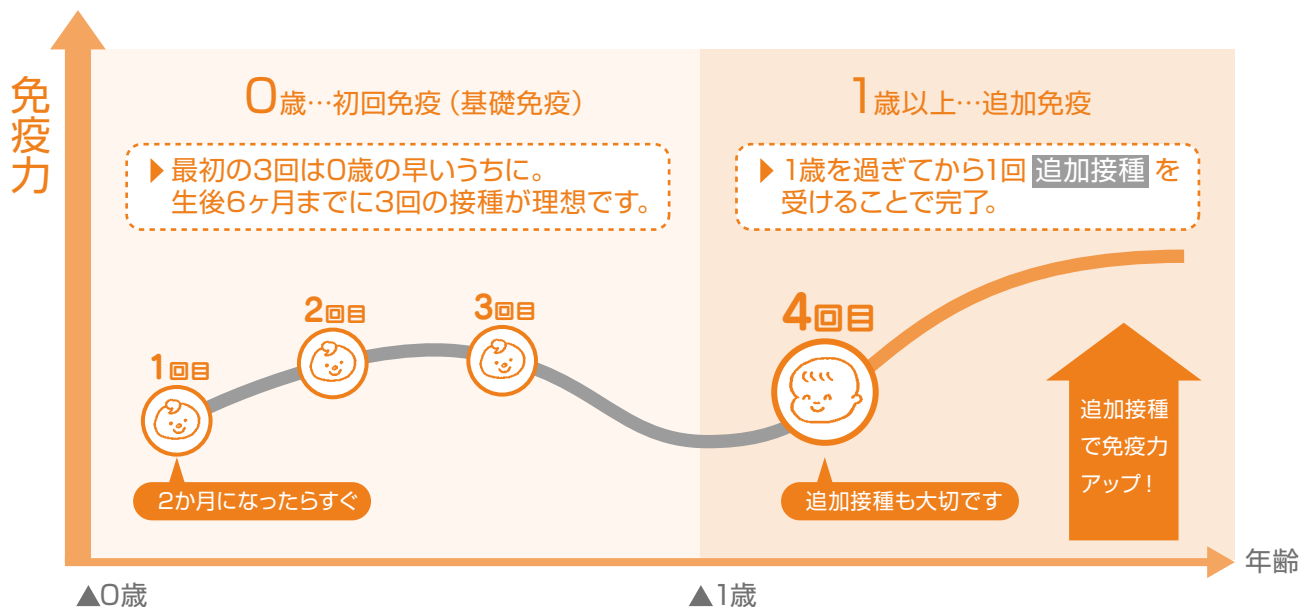 免疫力
0歳…初回免疫(基礎免疫)
▶最初の3回は0歳の早いうちに。
生後6ヶ月までに3回の接種が理想です。
1歳以上…追加免疫
▶1歳を過ぎてから1回 追加接種 を
受けることで完了。
1回目
2回目
3回目
4回目
2か月になったらすぐ
追加接種も大切です
追加接種
で免疫力
アップ!
年齢
▲0歳
▲1歳